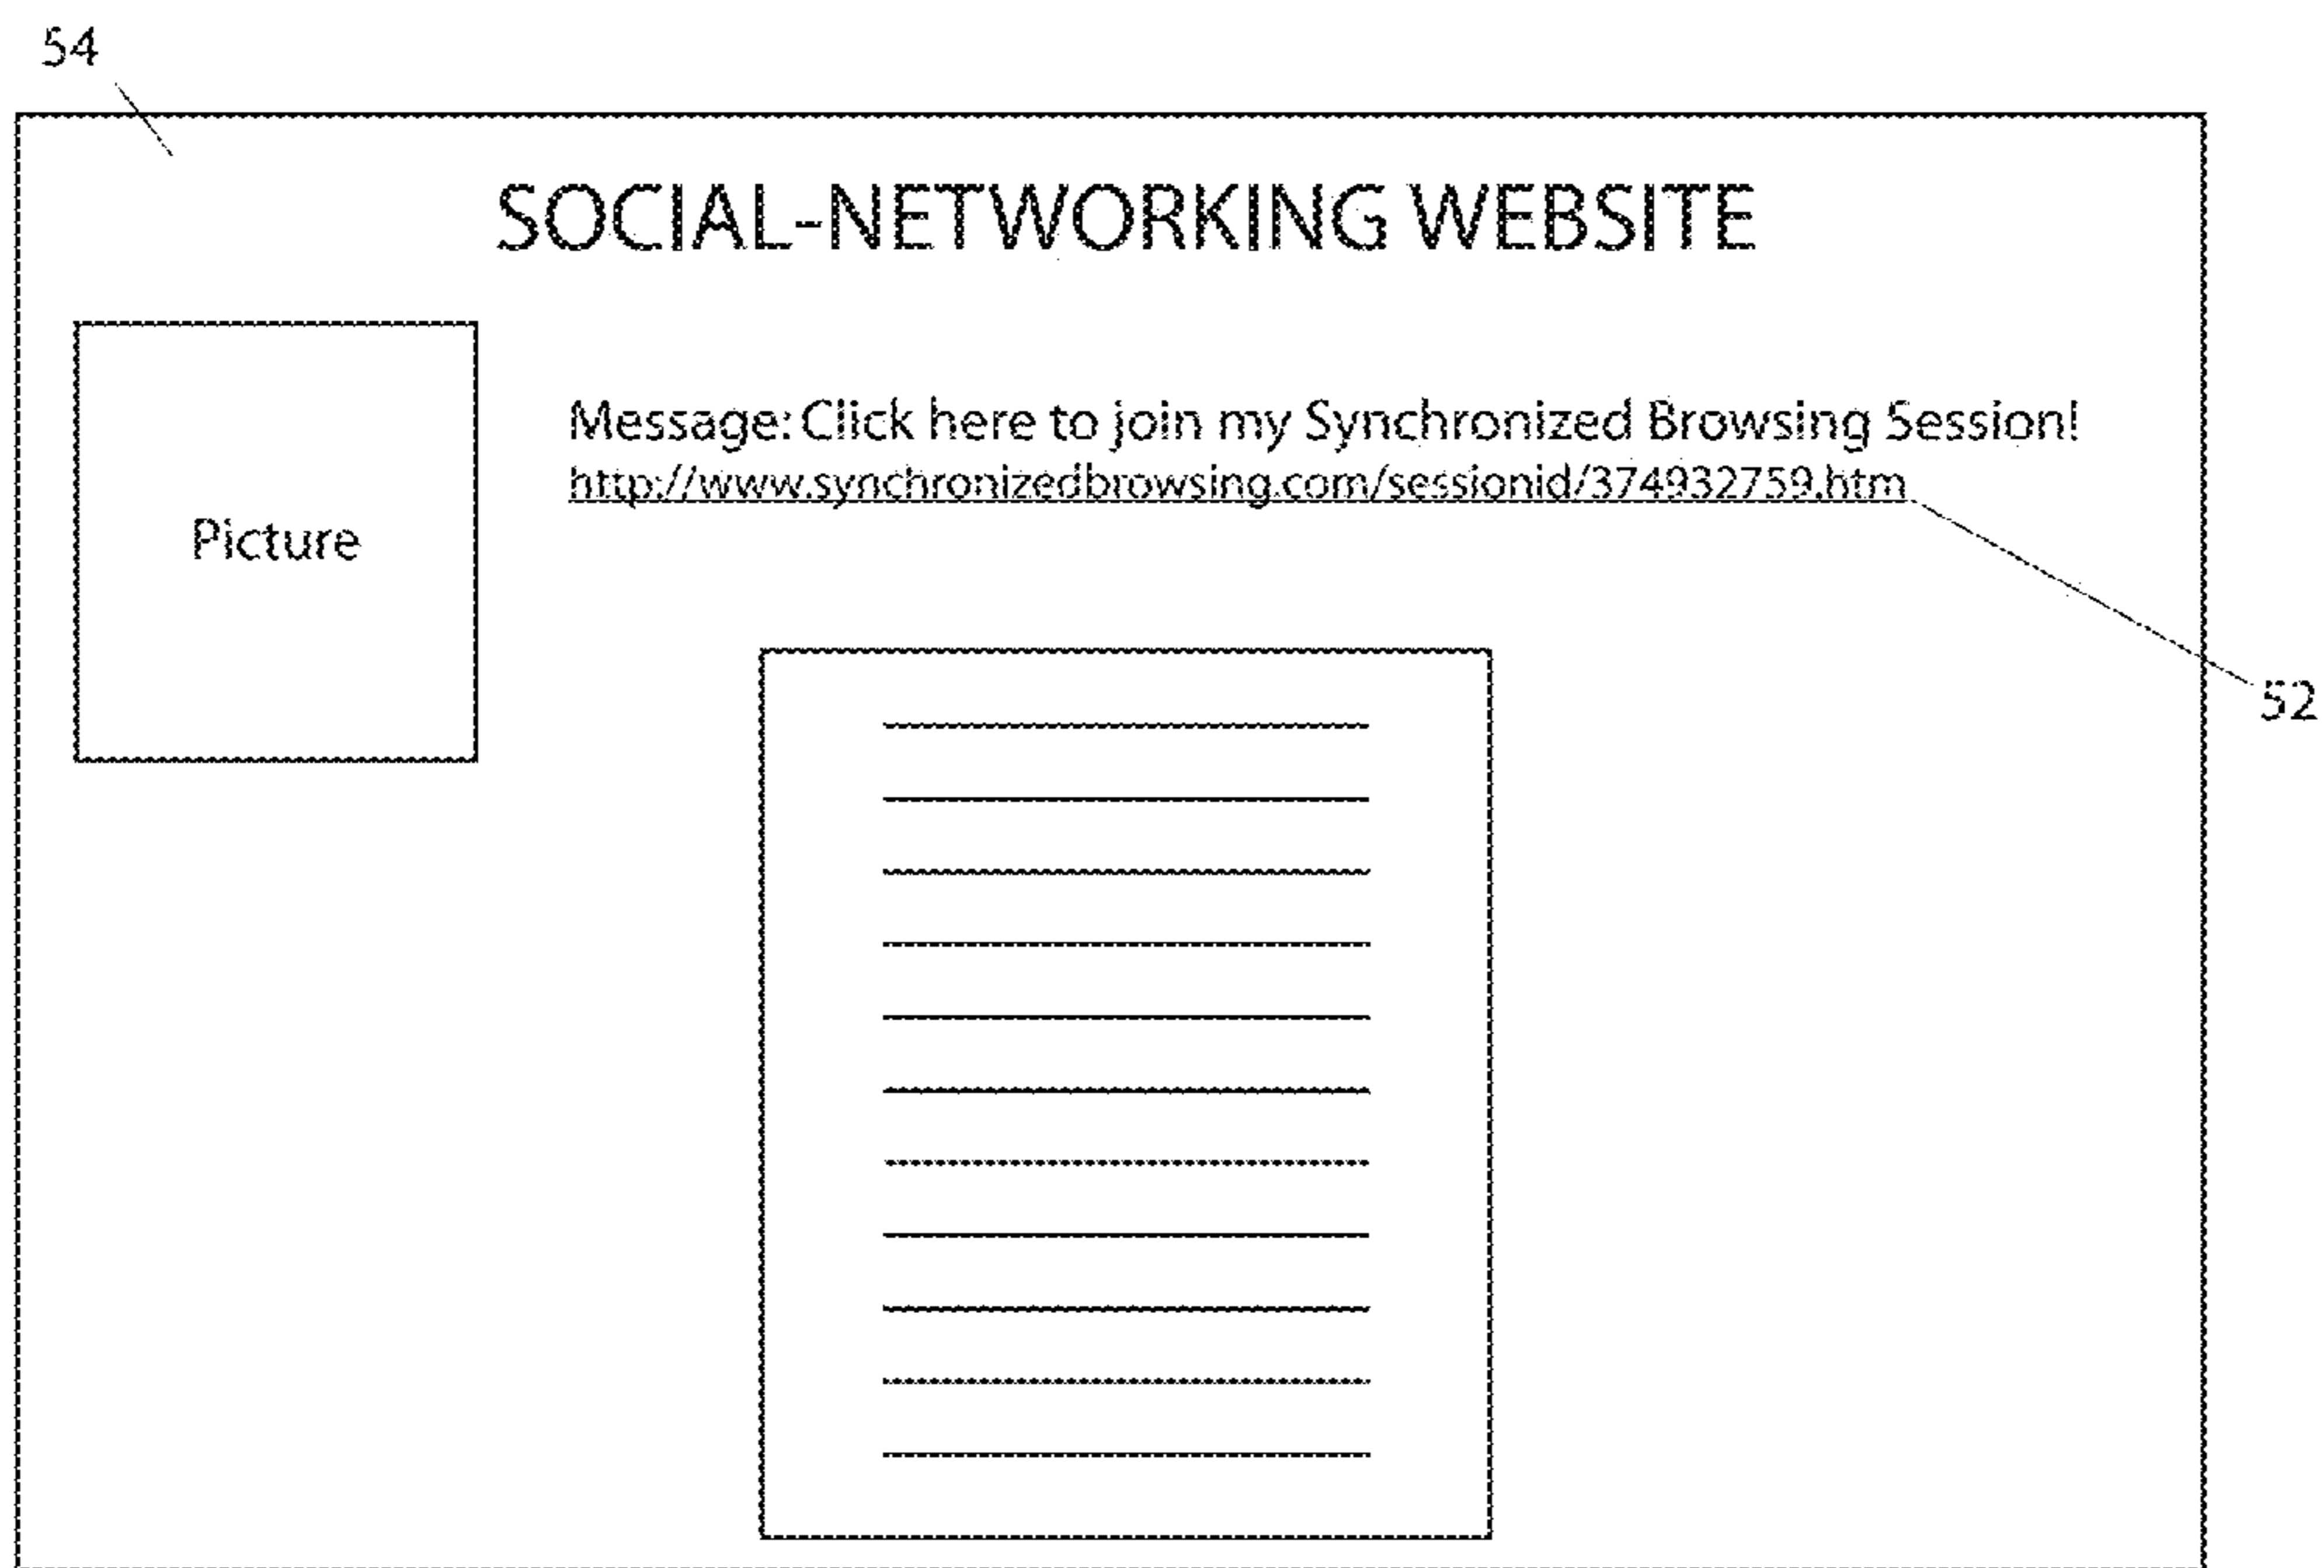 54
SOCIAL-NETWORKING WEBSITE
Message: Click here to join my Synchronized Browsing Session!
http://www.synchronizedbrowsing.com/sessionid/374932759.htm
Picture
52